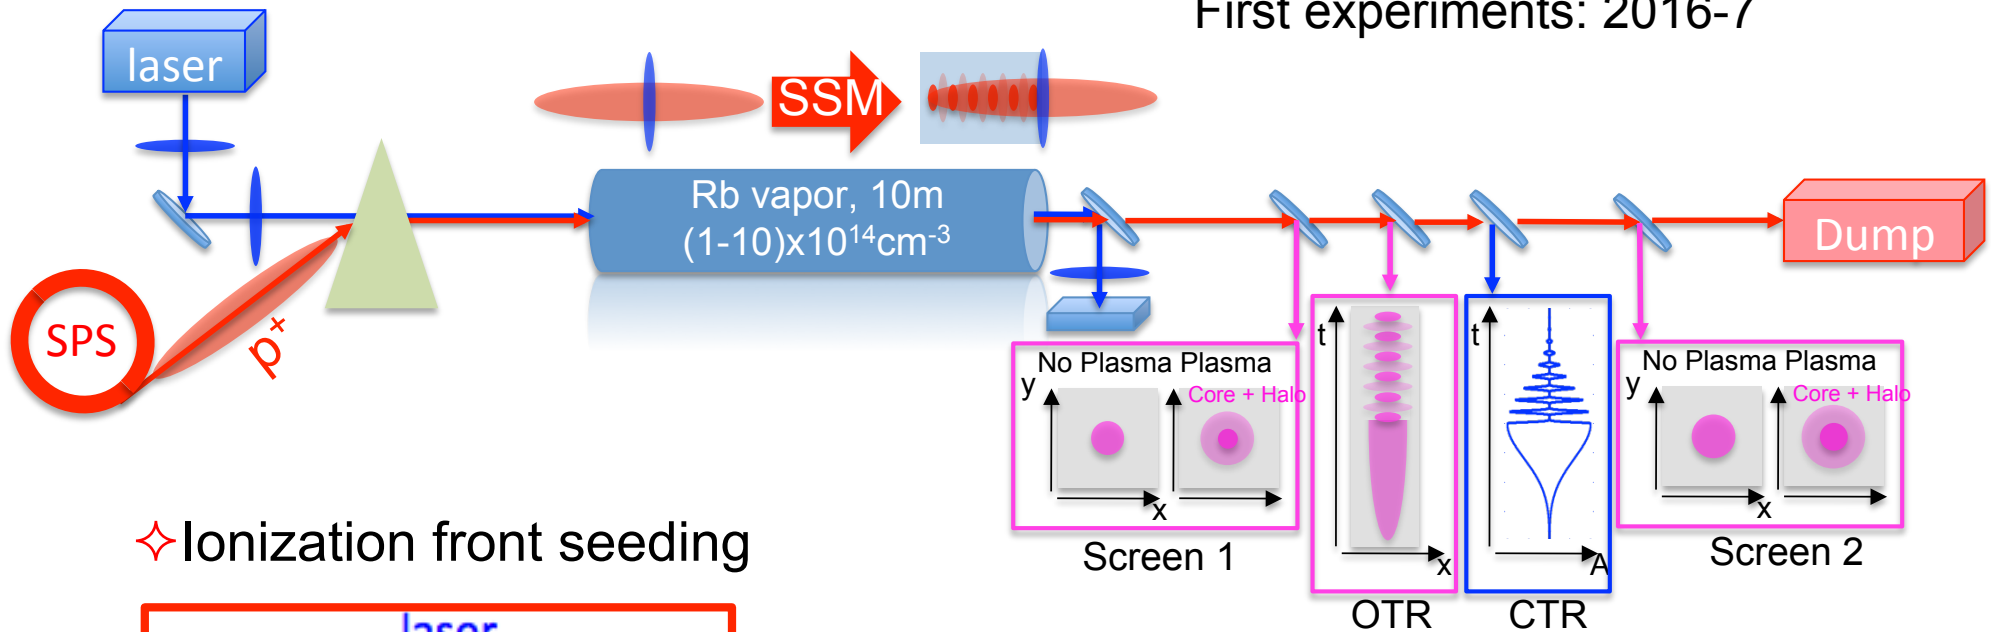 First experiments: 2016-7
laser
SSM
Rb vapor, 10m
(1-10)x10¹⁴cm⁻³
Dump
SPS
p⁺
No Plasma Plasma
Core + Halo
y
x
Screen 1
t
x
OTR
t
A
CTR
No Plasma Plasma
Core + Halo
y
x
Screen 2
✧Ionization front seeding
laser